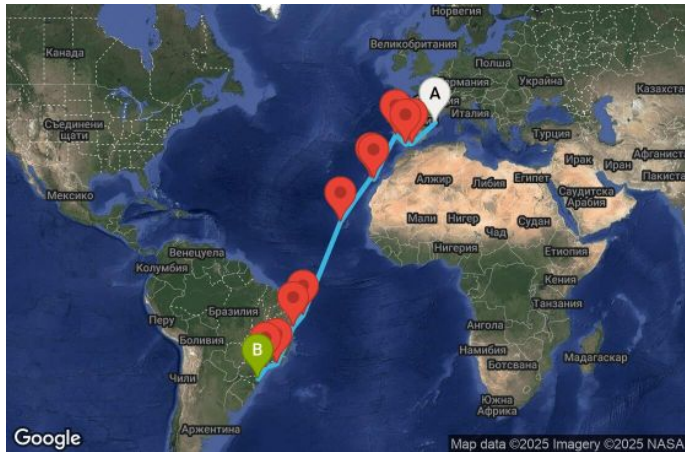 Норвегия
Канада
Великобритания
Полша
Германия
Украйна
Казахста
Италия
Съединени
щати
Турция
Ирак
Афганиста
Иран
Пакиста
Алжир
Либия
Египет
Саудитска
Арабия
Мексико
Мали
Нигер
Судан
Чад
Нигерия
Етиопия
Венецуела
Колумбия
Кения
Танзания
Перу
Бразилия
Боливия
Ангола
Намибия
Мадагаскар
Ботсвана
Чили
Южна
Африка
Аржентина
A
B
Google
Map data ©2025 Imagery ©2025 NASA